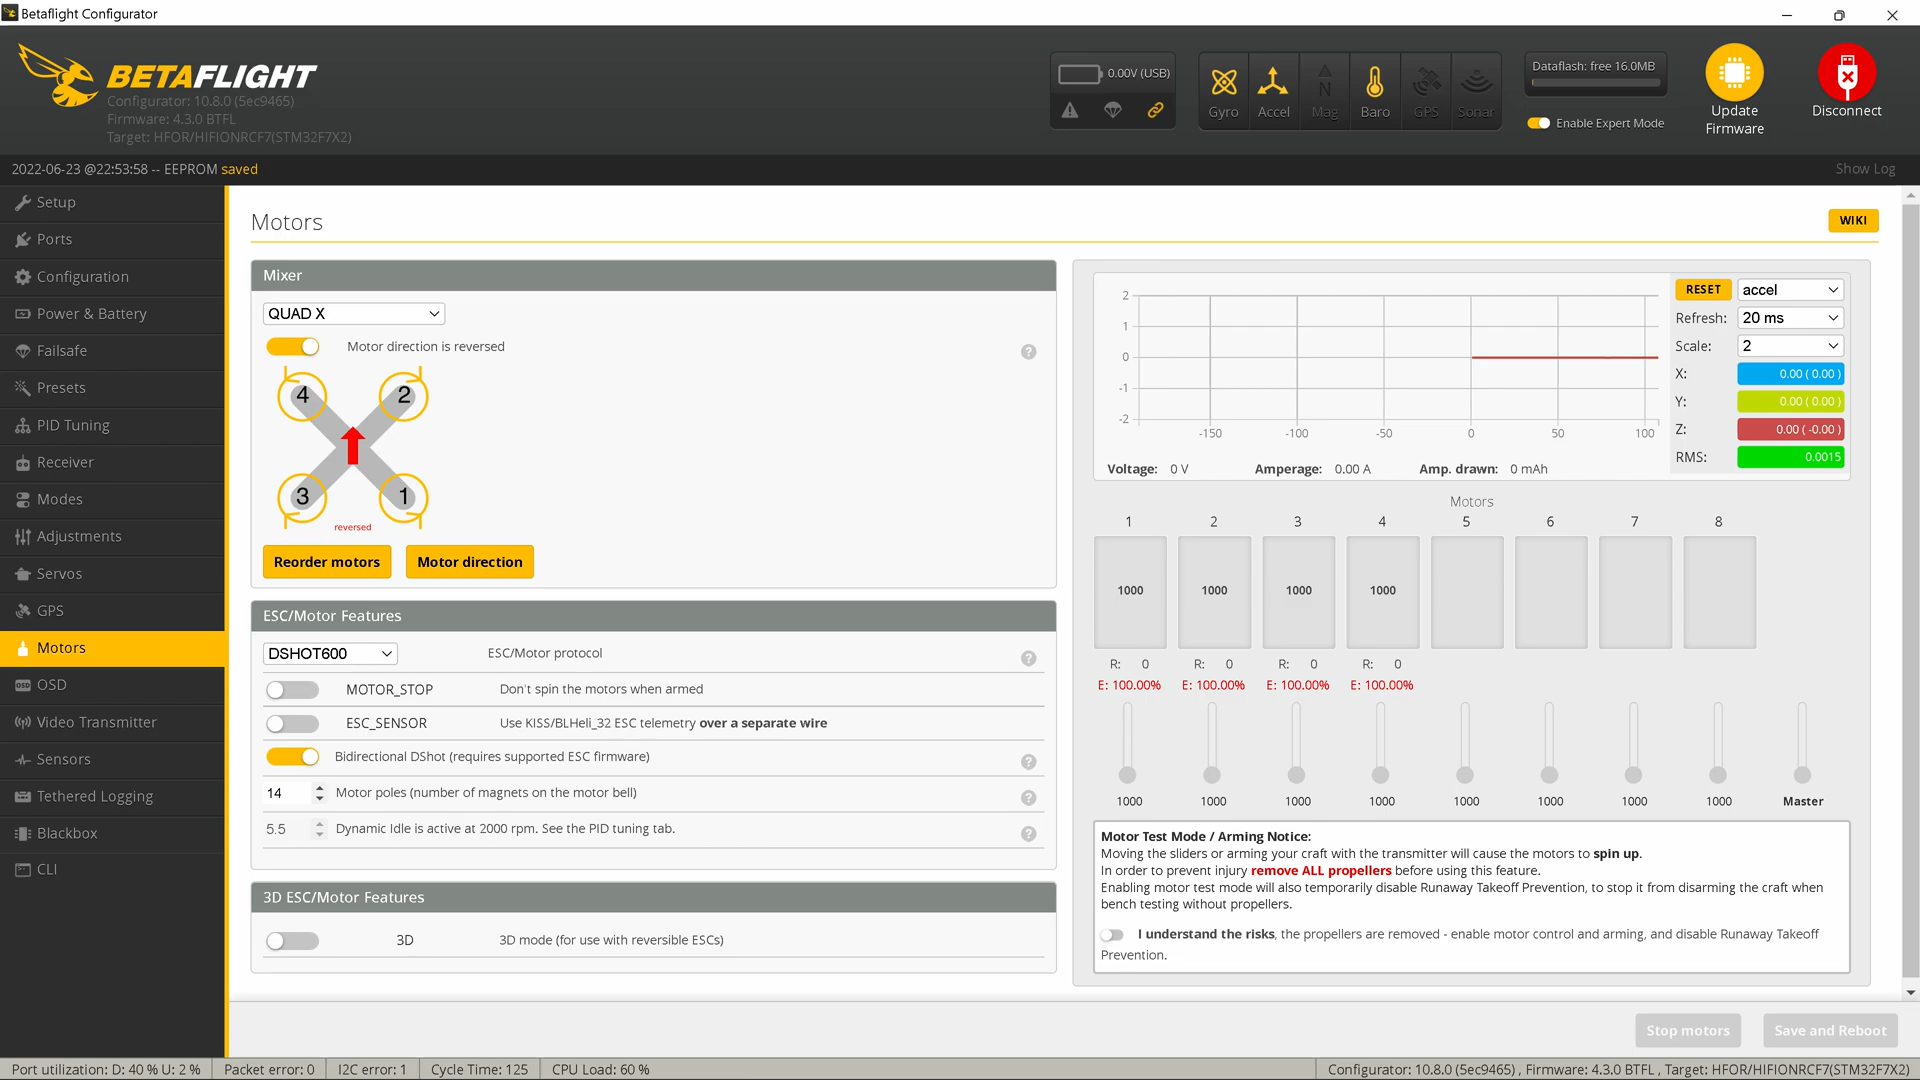 Betaflight Configurator
BETAFLIGHT
Configurator: 10.8.0 (5ec9465)
Firmware: 4.3.0 BTFL
Target: HFOR/HIFIONRCF7(STM32F7X2)
0.00V (USB)
Gyro
Accel
N
Mag
Baro
GPS
Sonar
Dataflash: free 16.0MB
Enable Expert Mode
Update Firmware
Disconnect
2022-06-23 @22:53:58 -- EEPROM saved
Show Log
Setup
Ports
Configuration
Power & Battery
Failsafe
Presets
PID Tuning
Receiver
Modes
Adjustments
Servos
GPS
Motors
OSD
Video Transmitter
Sensors
Tethered Logging
Blackbox
CLI
Motors
WIKI
Mixer
QUAD X
Motor direction is reversed
?
4 2
3 1
reversed
Reorder motors Motor direction
ESC/Motor Features
DSHOT600 ESC/Motor protocol ?
MOTOR_STOP Don't spin the motors when armed
ESC_SENSOR Use KISS/BLHeli_32 ESC telemetry over a separate wire
Bidirectional DShot (requires supported ESC firmware) ?
14 Motor poles (number of magnets on the motor bell) ?
5.5 Dynamic Idle is active at 2000 rpm. See the PID tuning tab. ?
3D ESC/Motor Features
3D 3D mode (for use with reversible ESCs)
2
1
0
-1
-2
-150 -100 -50 0 50 100
Voltage: 0 V Amperage: 0.00 A Amp. drawn: 0 mAh
RESET accel
Refresh: 20 ms
Scale: 2
X: 0.00 ( 0.00 )
Y: 0.00 ( 0.00 )
Z: 0.00 ( -0.00 )
RMS: 0.0015
Motors
1 2 3 4 5 6 7 8
1000 1000 1000 1000
R: 0 R: 0 R: 0 R: 0
E: 100.00% E: 100.00% E: 100.00% E: 100.00%
1000 1000 1000 1000 1000 1000 1000 1000 Master
Motor Test Mode / Arming Notice:
Moving the sliders or arming your craft with the transmitter will cause the motors to spin up.
In order to prevent injury remove ALL propellers before using this feature.
Enabling motor test mode will also temporarily disable Runaway Takeoff Prevention, to stop it from disarming the craft when
bench testing without propellers.
I understand the risks, the propellers are removed - enable motor control and arming, and disable Runaway Takeoff
Prevention.
Stop motors Save and Reboot
Port utilization: D: 40 % U: 2 % Packet error: 0 I2C error: 1 Cycle Time: 125 CPU Load: 60 % Configurator: 10.8.0 (5ec9465) , Firmware: 4.3.0 BTFL , Target: HFOR/HIFIONRCF7(STM32F7X2)